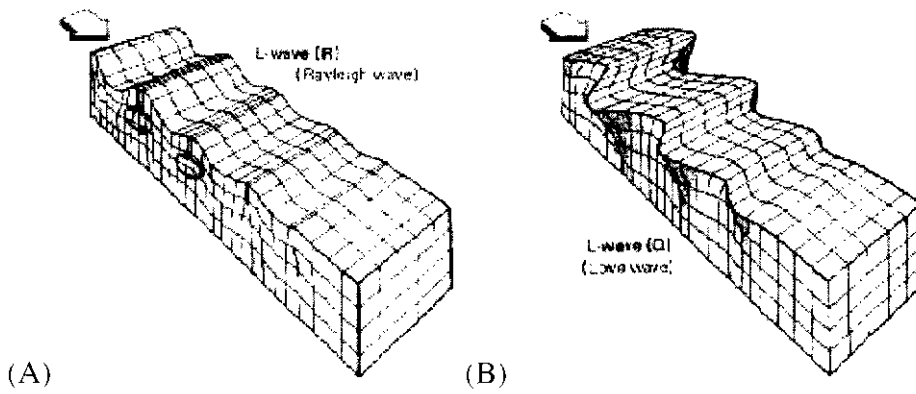 L-wave (R)
(Rayleigh wave)
L-wave (Q)
(Love wave)
(A)
(B)